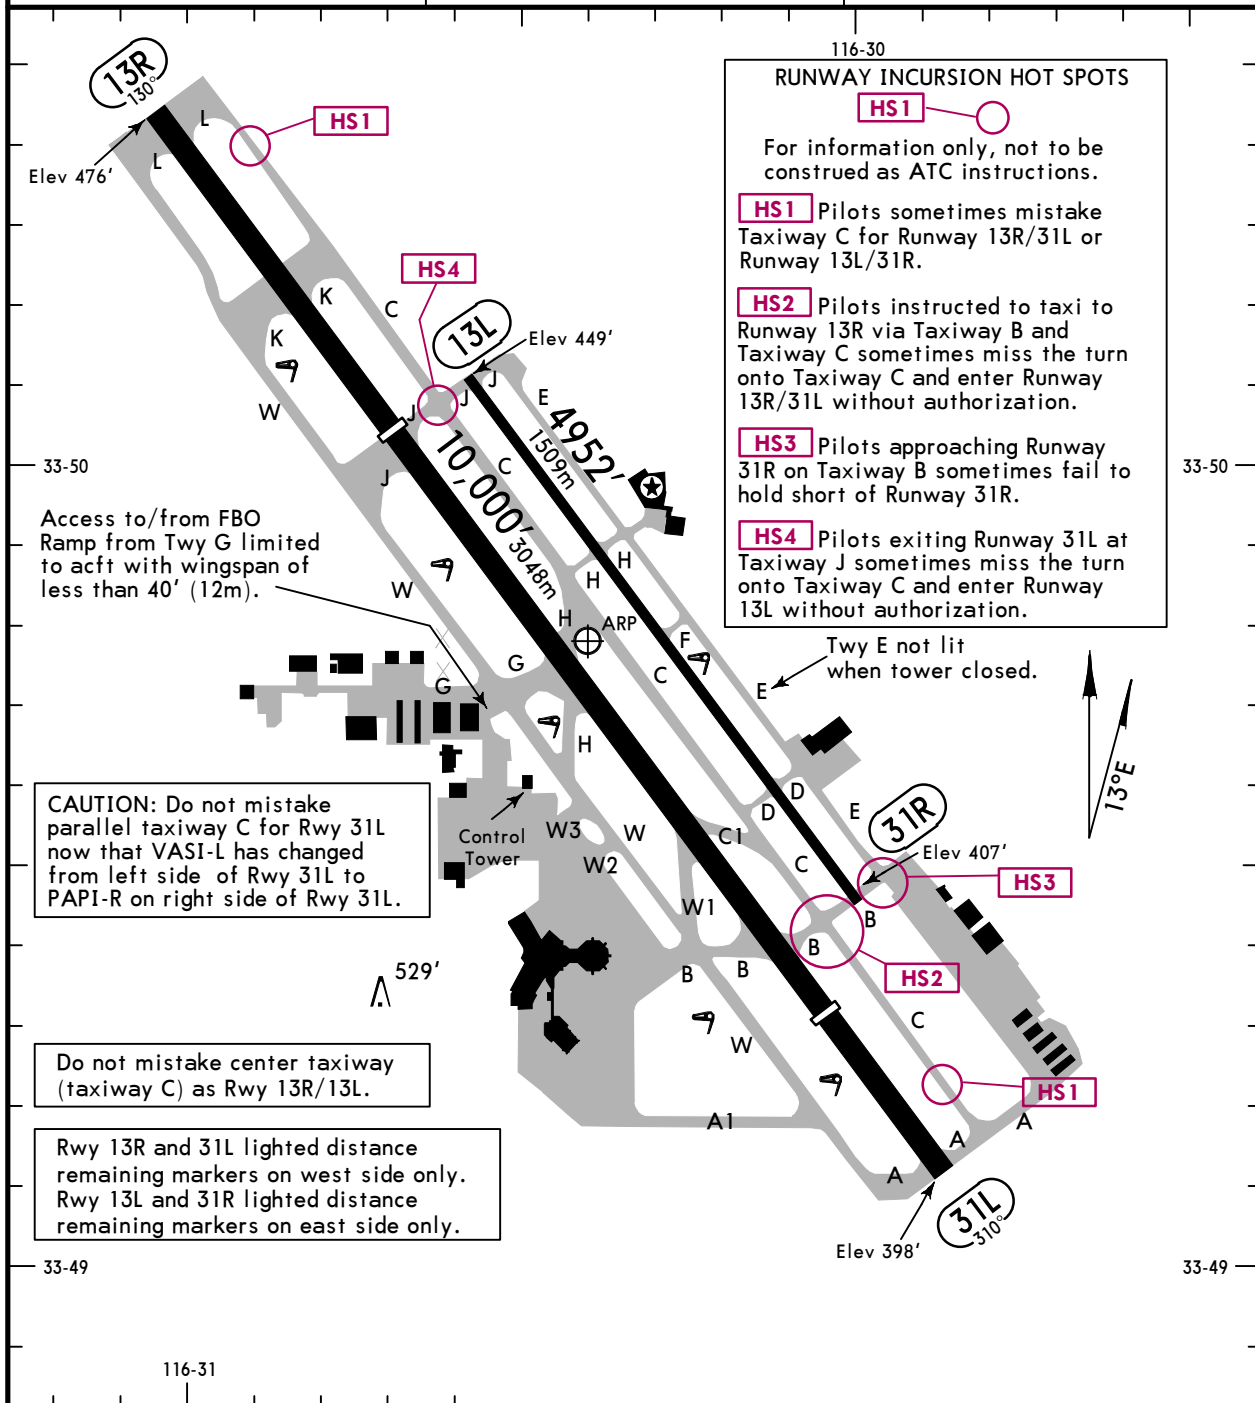 116-30
13R
130°
Elev 476'
L
L
HS1
RUNWAY INCURSION HOT SPOTS
HS1
For information only, not to be
construed as ATC instructions.
HS1 Pilots sometimes mistake
Taxiway C for Runway 13R/31L or
Runway 13L/31R.
HS2 Pilots instructed to taxi to
Runway 13R via Taxiway B and
Taxiway C sometimes miss the turn
onto Taxiway C and enter Runway
13R/31L without authorization.
HS3 Pilots approaching Runway
31R on Taxiway B sometimes fail to
hold short of Runway 31R.
HS4 Pilots exiting Runway 31L at
Taxiway J sometimes miss the turn
onto Taxiway C and enter Runway
13L without authorization.
HS4
K
C
K
13L
Elev 449'
W
J
J
J
E
33-50
J
10,000'
3048m
C
4952'
1509m
33-50
Access to/from FBO
Ramp from Twy G limited
to acft with wingspan of
less than 40' (12m).
W
H
H
H
ARP
F
Twy E not lit
when tower closed.
G
G
C
E
H
13°E
CAUTION: Do not mistake
parallel taxiway C for Rwy 31L
now that VASI-L has changed
from left side of Rwy 31L to
PAPI-R on right side of Rwy 31L.
Control
Tower
W3
W
W2
C1
D
D
E
31R
Elev 407'
C
HS3
W1
B
B
HS2
B
B
529'
W
C
Do not mistake center taxiway
(taxiway C) as Rwy 13R/13L.
HS1
A1
A
A
A
Rwy 13R and 31L lighted distance
remaining markers on west side only.
Rwy 13L and 31R lighted distance
remaining markers on east side only.
31L
310°
Elev 398'
33-49
33-49
116-31